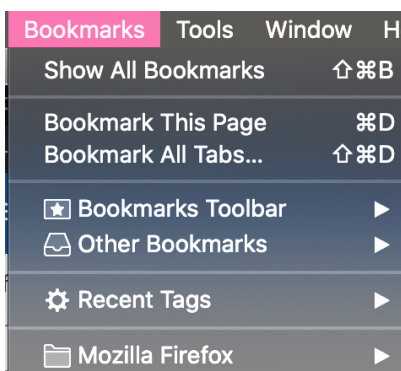 Bookmarks Tools Window H
Show All Bookmarks ⇧⌘B
Bookmark This Page ⌘D
Bookmark All Tabs... ⇧⌘D
Bookmarks Toolbar
Other Bookmarks
Recent Tags
Mozilla Firefox